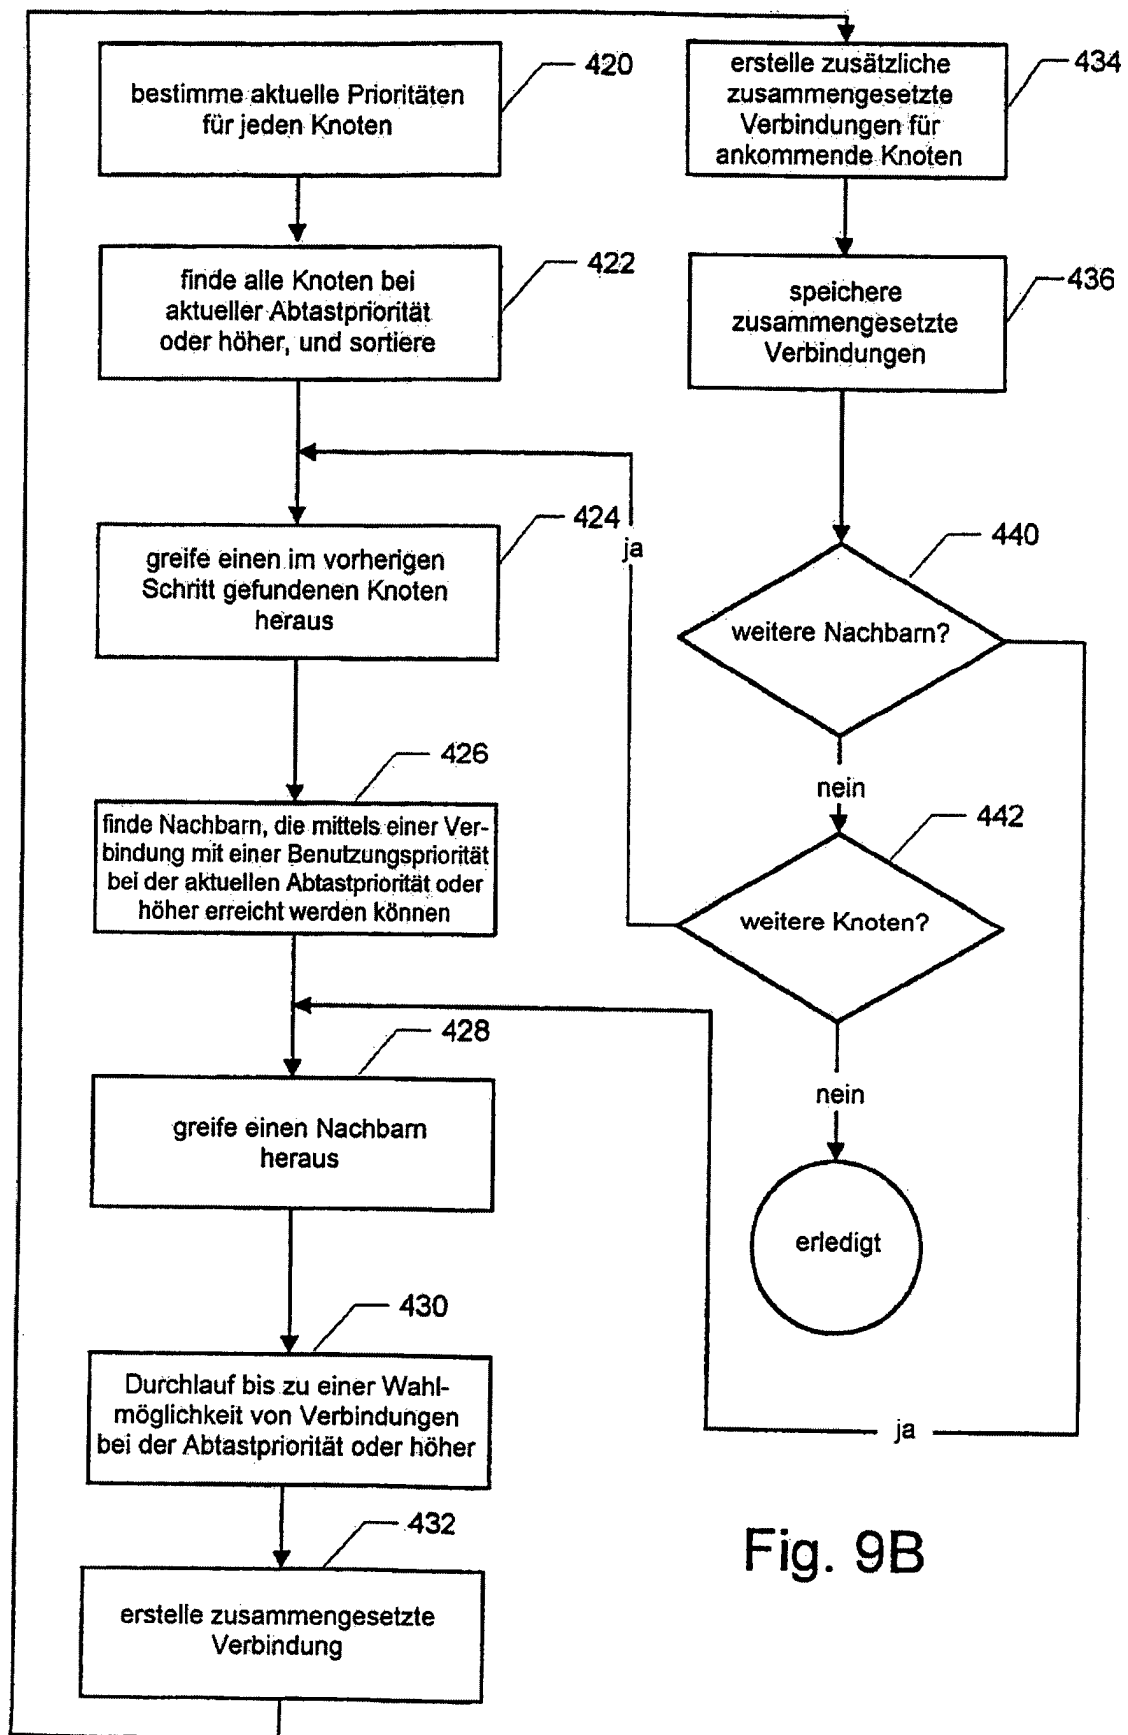 420
bestimme aktuelle Prioritäten
für jeden Knoten
422
finde alle Knoten bei
aktueller Abtastpriorität
oder höher, und sortiere
424
greife einen im vorherigen
Schritt gefundenen Knoten
heraus
426
finde Nachbarn, die mittels einer Ver-
bindung mit einer Benutzungspriorität
bei der aktuellen Abtastpriorität oder
höher erreicht werden können
428
greife einen Nachbarn
heraus
430
Durchlauf bis zu einer Wahl-
möglichkeit von Verbindungen
bei der Abtastpriorität oder höher
432
erstelle zusammengesetzte
Verbindung
434
erstelle zusätzliche
zusammengesetzte
Verbindungen für
ankommende Knoten
436
speichere
zusammengesetzte
Verbindungen
440
weitere Nachbarn?
ja
nein
442
weitere Knoten?
ja
nein
erledigt
Fig. 9B